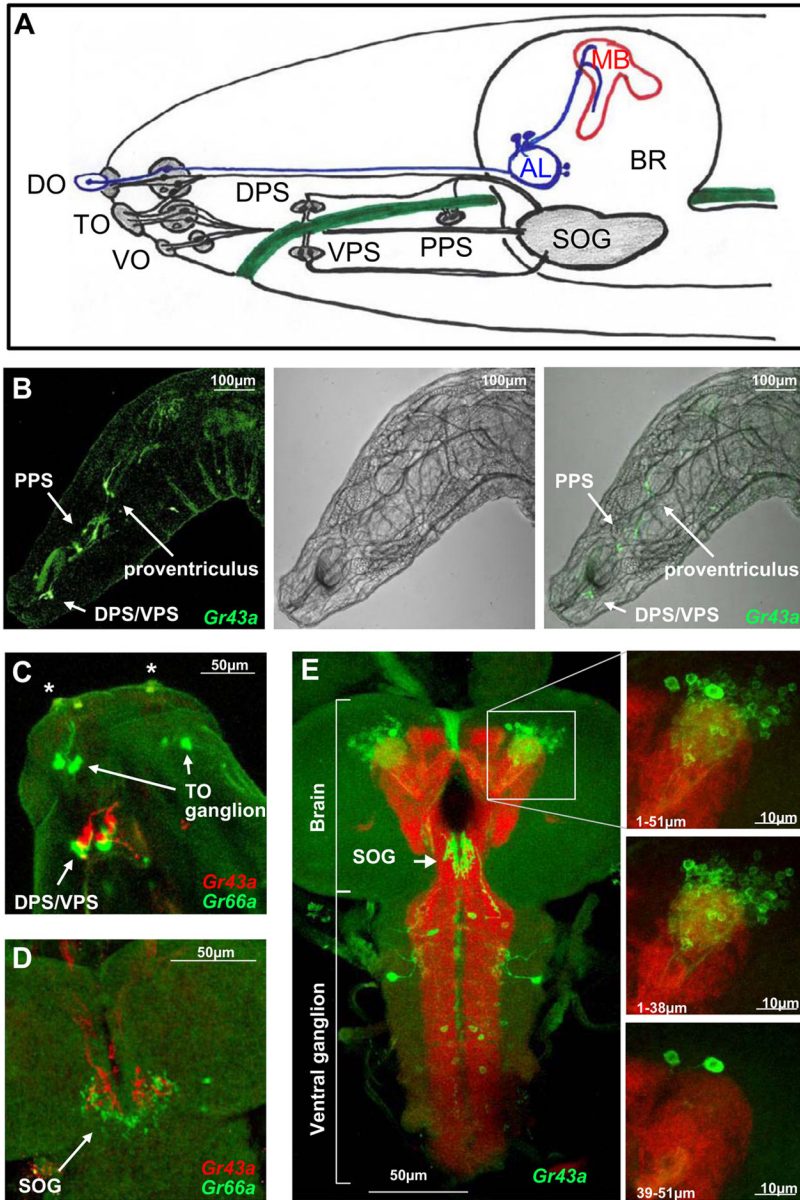 A
MB
AL
BR
DO
DPS
TO
VO
VPS
PPS
SOG
B
100µm
PPS
proventriculus
DPS/VPS
Gr43a
100µm
100µm
PPS
proventriculus
DPS/VPS
Gr43a
C
*
*
50µm
TO
ganglion
DPS/VPS
Gr43a
Gr66a
D
50µm
SOG
Gr43a
Gr66a
E
Brain
SOG
Ventral ganglion
50µm
Gr43a
1-51µm
10µm
1-38µm
10µm
39-51µm
10µm